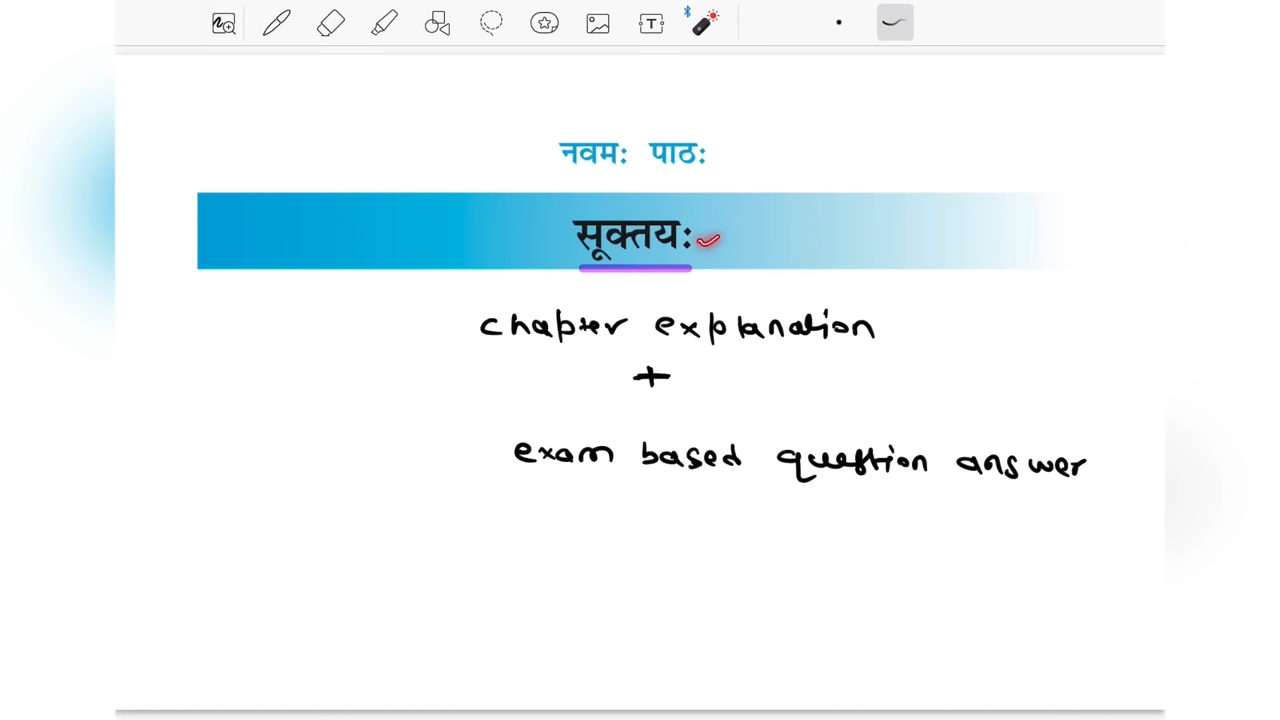 नवमः पाठः
सूक्तयः
chapter explanation
+
exam based question answer